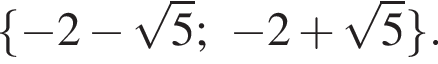 {−2 − √5; −2 + √5}.